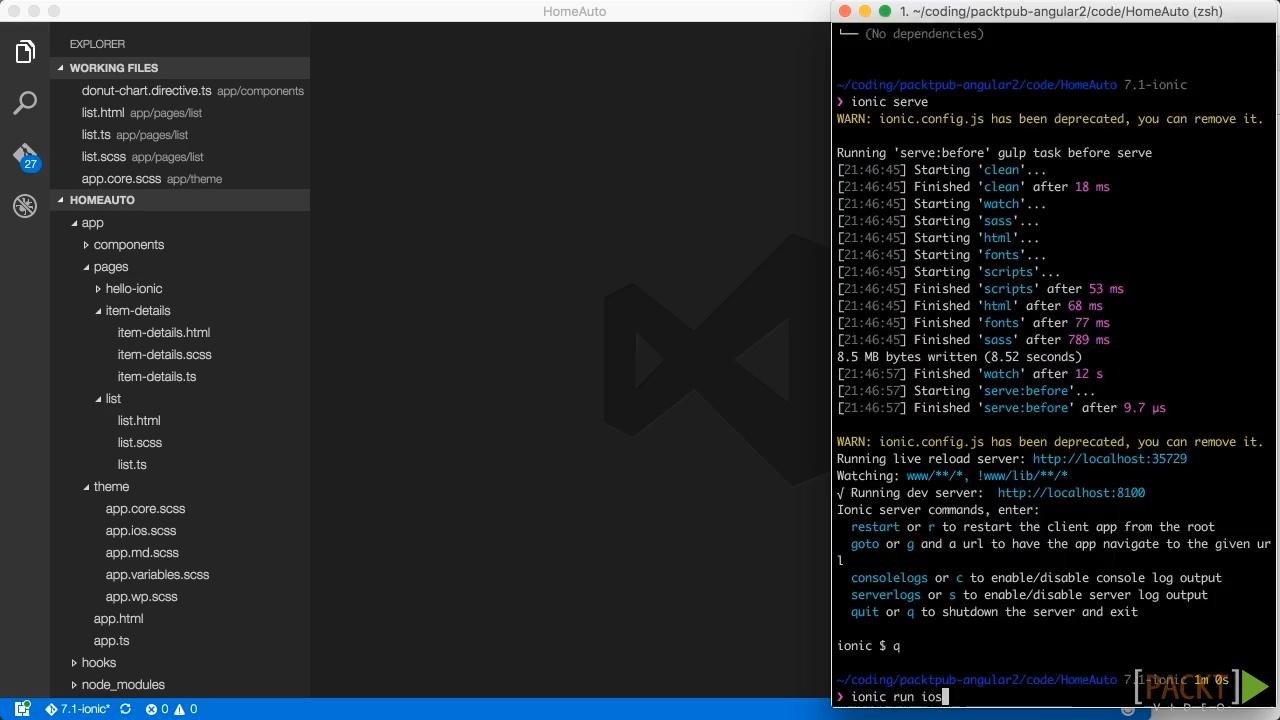 HomeAuto
EXPLORER
WORKING FILES
donut-chart.directive.ts app/components
list.html app/pages/list
list.ts app/pages/list
list.scss app/pages/list
app.core.scss app/theme
27
HOMEAUTO
app
components
pages
hello-ionic
item-details
item-details.html
item-details.scss
item-details.ts
list
list.html
list.scss
list.ts
theme
app.core.scss
app.ios.scss
app.md.scss
app.variables.scss
app.wp.scss
app.html
app.ts
hooks
node_modules
7.1-ionic* 0 0
1. ~/coding/packtpub-angular2/code/HomeAuto (zsh)
└── (No dependencies)
~/coding/packtpub-angular2/code/HomeAuto 7.1-ionic
❯ ionic serve
WARN: ionic.config.js has been deprecated, you can remove it.
Running 'serve:before' gulp task before serve
[21:46:45] Starting 'clean'...
[21:46:45] Finished 'clean' after 18 ms
[21:46:45] Starting 'watch'...
[21:46:45] Starting 'sass'...
[21:46:45] Starting 'html'...
[21:46:45] Starting 'fonts'...
[21:46:45] Starting 'scripts'...
[21:46:45] Finished 'scripts' after 53 ms
[21:46:45] Finished 'html' after 68 ms
[21:46:45] Finished 'fonts' after 77 ms
[21:46:45] Finished 'sass' after 789 ms
8.5 MB bytes written (8.52 seconds)
[21:46:57] Finished 'watch' after 12 s
[21:46:57] Starting 'serve:before'...
[21:46:57] Finished 'serve:before' after 9.7 μs
WARN: ionic.config.js has been deprecated, you can remove it.
Running live reload server: http://localhost:35729
Watching: www/**/*, !www/lib/**/*
√ Running dev server:  http://localhost:8100
Ionic server commands, enter:
restart or r to restart the client app from the root
goto or g and a url to have the app navigate to the given ur
l
consolelogs or c to enable/disable console log output
serverlogs or s to enable/disable server log output
quit or q to shutdown the server and exit
ionic $ q
~/coding/packtpub-angular2/code/HomeAuto 7.1-ionic 1m 0s
❯ ionic run ios
[PACKT]
VIDEO